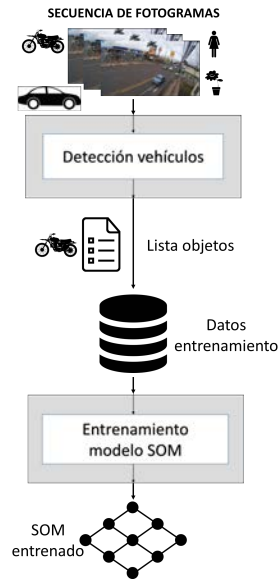 SECUENCIA DE FOTOGRAMAS
Detección vehículos
Lista objetos
Datos
entrenamiento
Entrenamiento
modelo SOM
SOM
entrenado